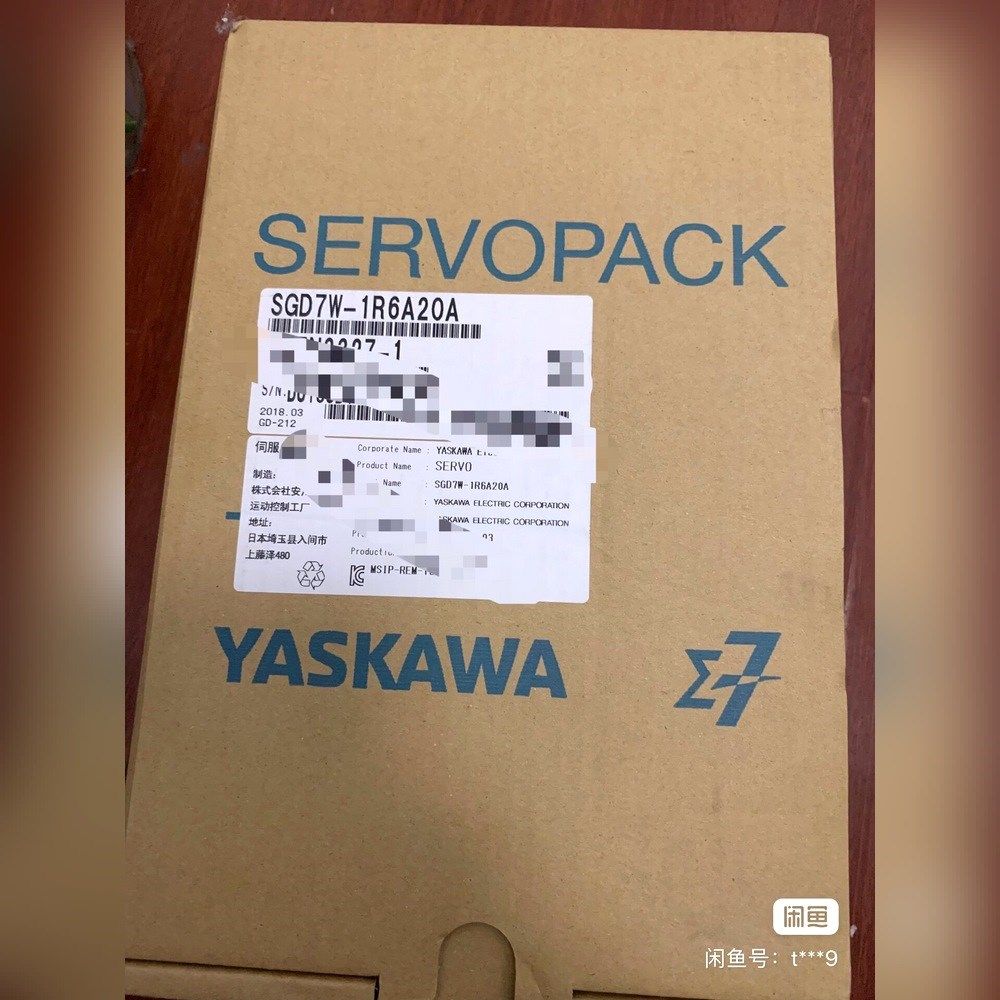 SERVOPACK
SGD7W-1R6A20A
-1
S/N.
2018.03
GD-212
伺服
Corporate Name : YASKAWA
Product Name : SERVO
制造:
Name : SGD7W-1R6A20A
株式会社安
: YASKAWA ELECTRIC CORPORATION
运动控制工厂
ASKAWA ELECTRIC CORPORATION
地址:
日本埼玉县入间市
上藤泽480
MSIP-REM-
YASKAWA
Σ7
闲鱼
闲鱼号：t***9